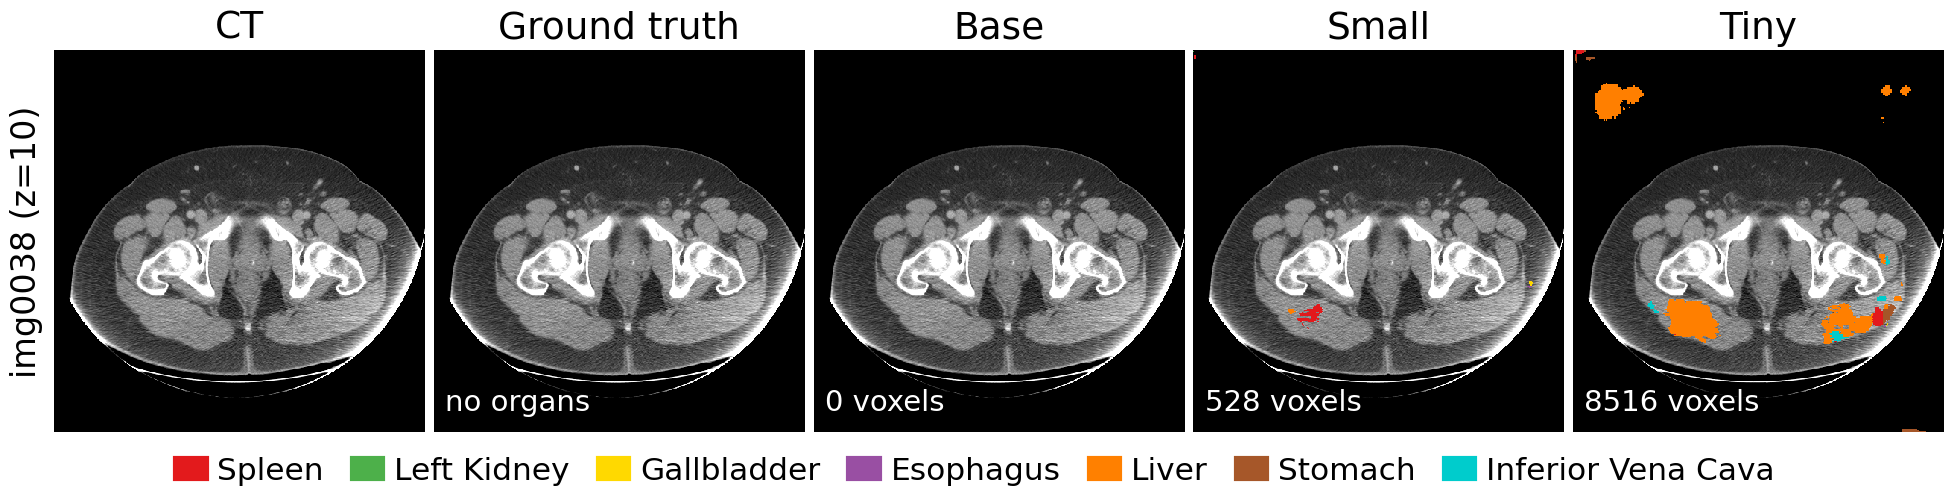 CT
Ground truth
Base
Small
Tiny
img0038 (z=10)
no organs
0 voxels
528 voxels
8516 voxels
Spleen
Left Kidney
Gallbladder
Esophagus
Liver
Stomach
Inferior Vena Cava